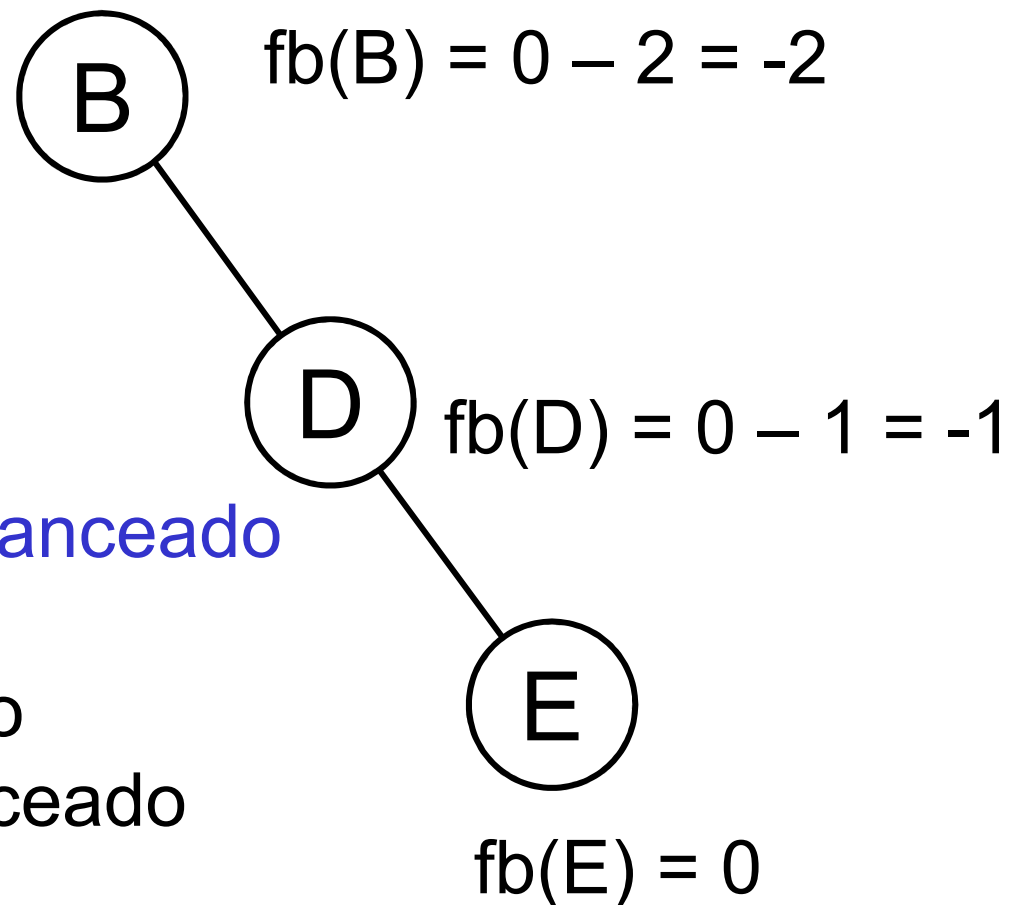 B
fb(B) = 0 – 2 = -2
D
fb(D) = 0 – 1 = -1
anceado
E
o
ceado
fb(E) = 0